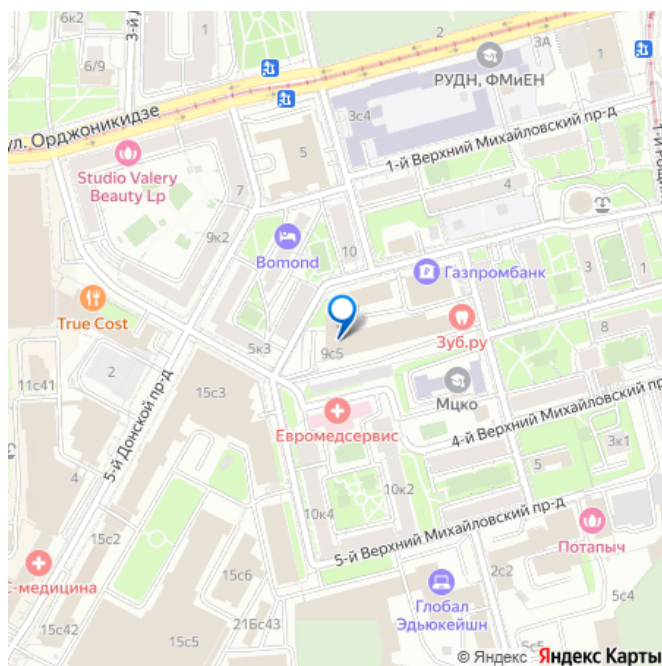 6к2
3-й Д
1
2
3А
1
6/9
РУДН, ФМиЕН
ул. Орджоникидзе
3с4
5
1-й Верхний Михайловский пр-д
Studio Valery
Beauty Lp
7
4
9к2
Bomond
10
Газпромбанк
3
1
True Cost
5к3
9с5
Зуб.ру
8
2
11с41
15с3
Мцко
5-й Донской пр-д
Евромедсервис
4-й Верхний Михайловский пр
3к1
4
10к2
5
10к4
15с2
5-й Верхний Михайловский пр-д
Потапыч
С-медицина
15с6
2с2
Глобал
Эдьюкейшн
5с4
21Бс43
15с42
15с5
5с5
© Яндекс Яндекс Карты